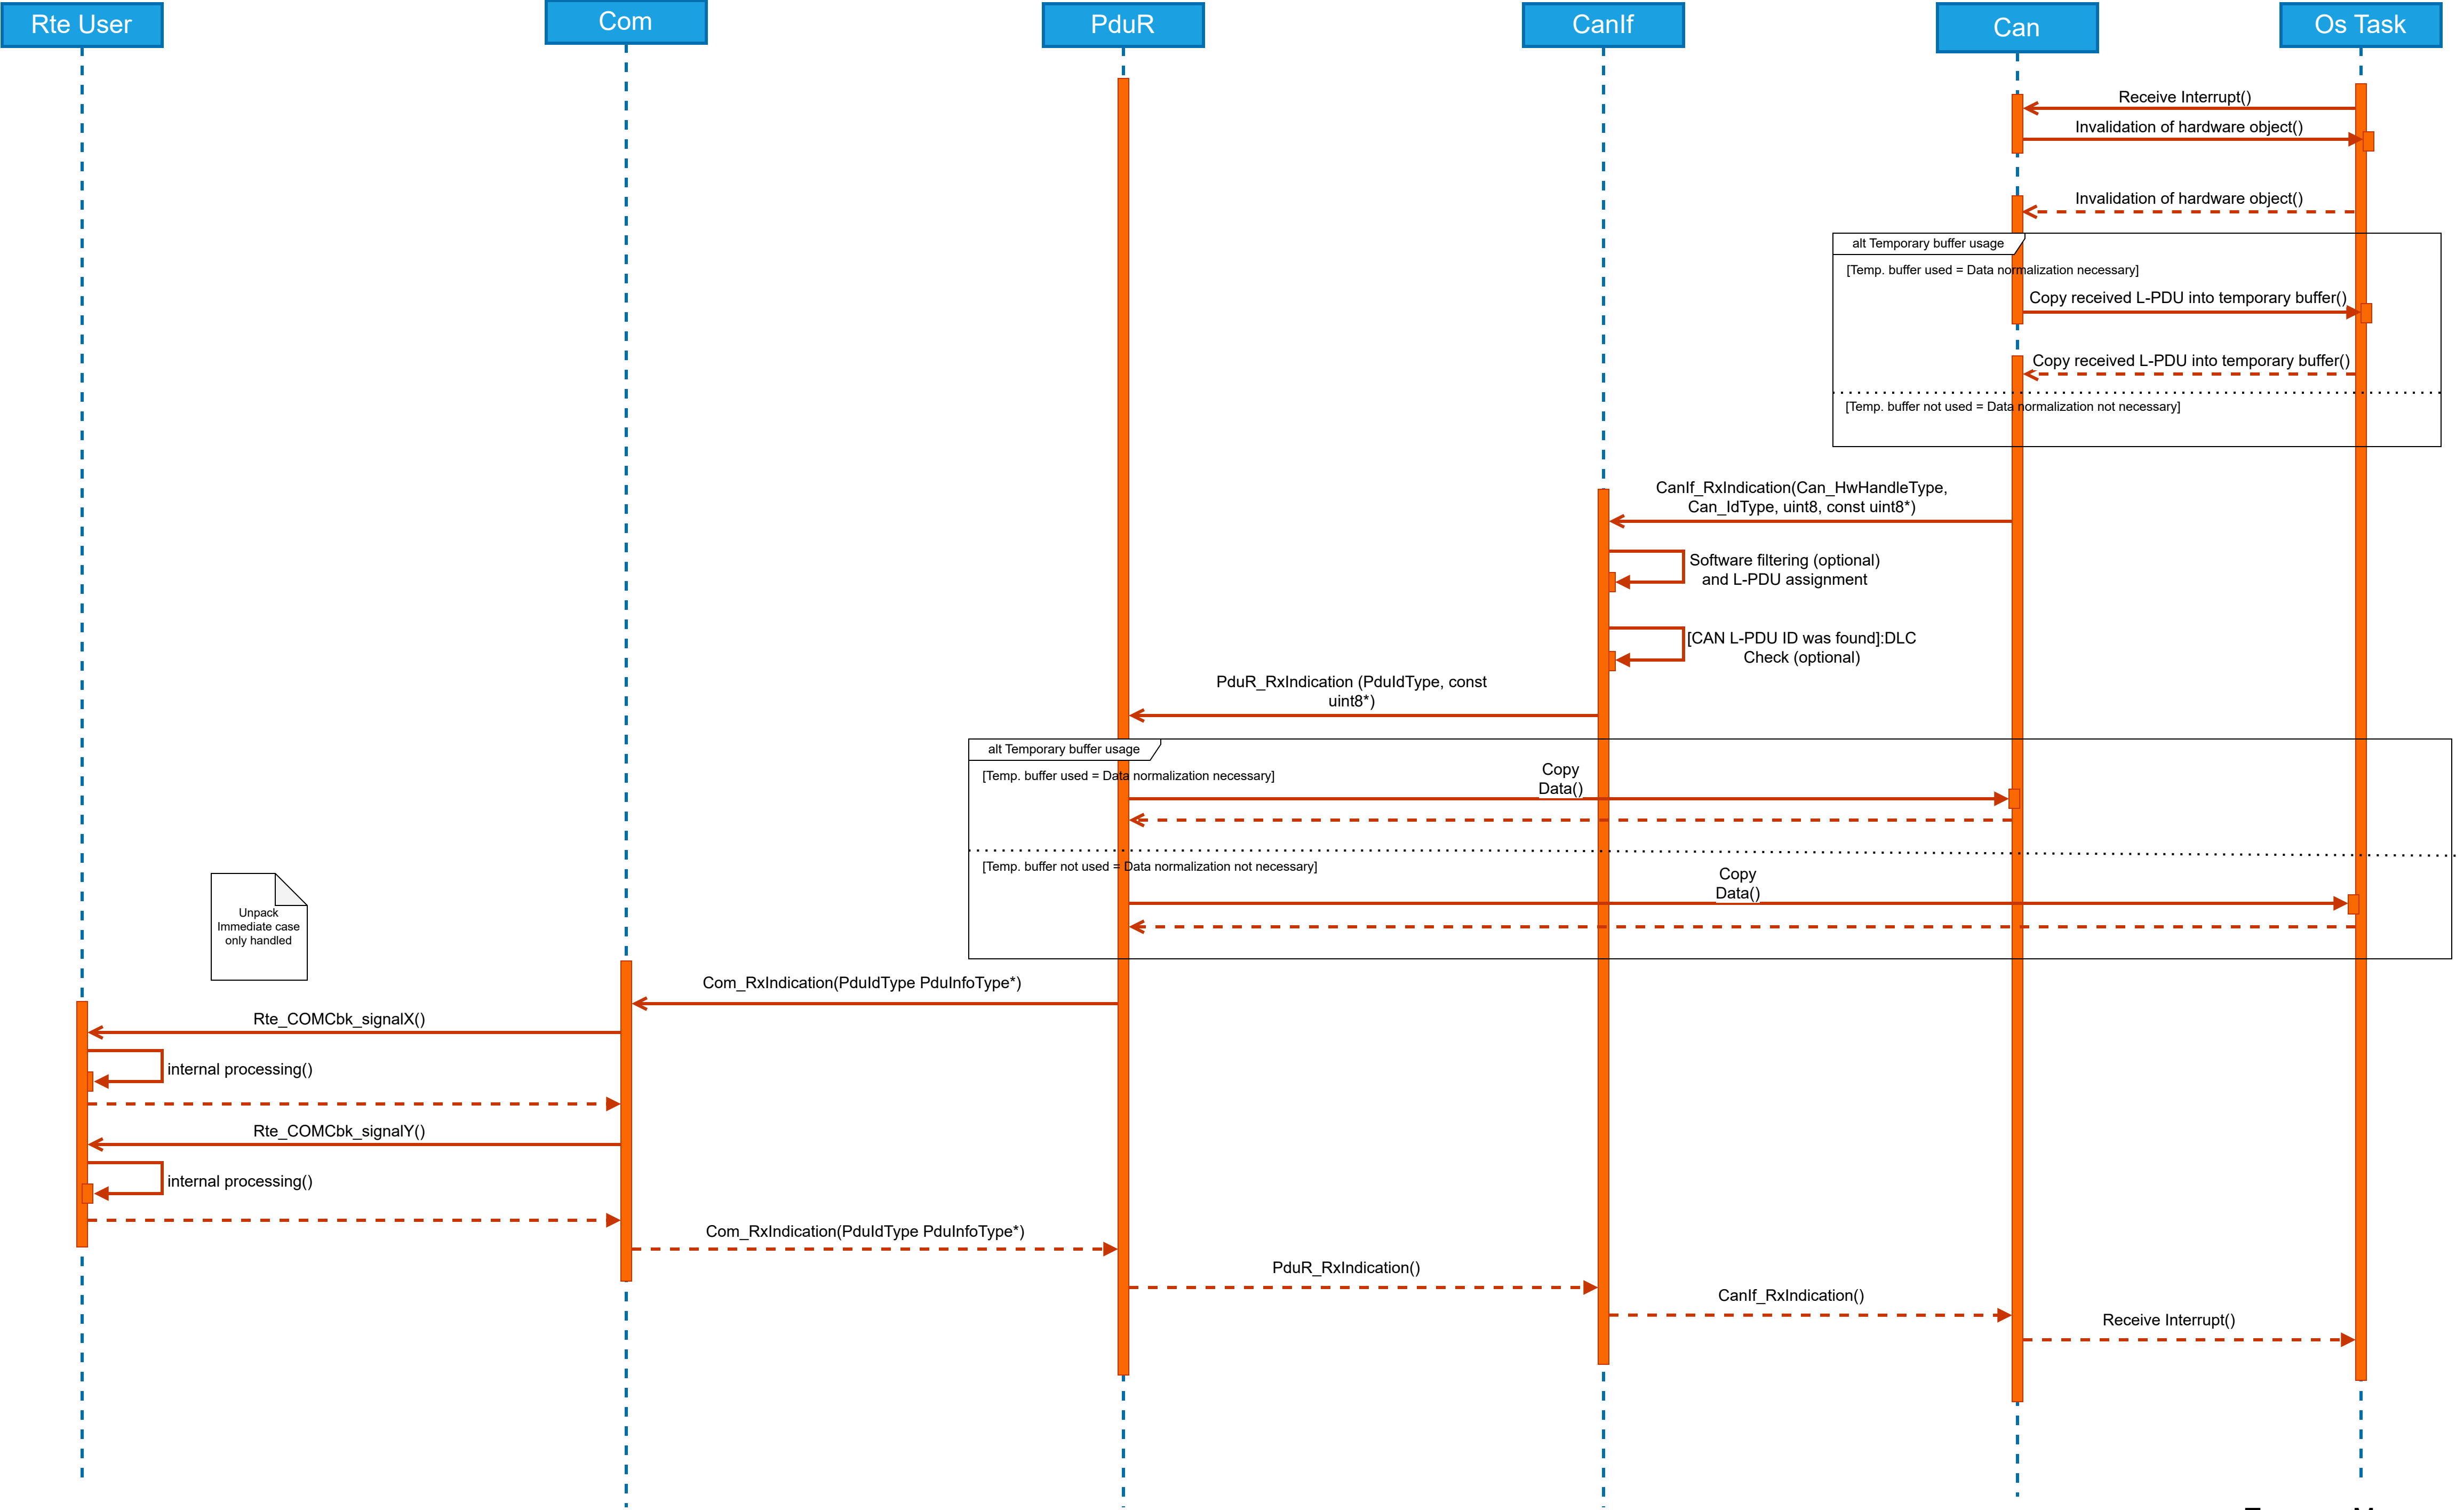 Rte User
Com
PduR
CanIf
Can
Os Task
Receive Interrupt()
Invalidation of hardware object()
Invalidation of hardware object()
alt Temporary buffer usage
[Temp. buffer used = Data normalization necessary]
Copy received L-PDU into temporary buffer()
Copy received L-PDU into temporary buffer()
[Temp. buffer not used = Data normalization not necessary]
CanIf_RxIndication(Can_HwHandleType,
Can_IdType, uint8, const uint8*)
Software filtering (optional)
and L-PDU assignment
[CAN L-PDU ID was found]:DLC
Check (optional)
PduR_RxIndication (PduIdType, const
uint8*)
alt Temporary buffer usage
[Temp. buffer used = Data normalization necessary]
Copy
Data()
[Temp. buffer not used = Data normalization not necessary]
Copy
Data()
Unpack
Immediate case
only handled
Com_RxIndication(PduIdType PduInfoType*)
Rte_COMCbk_signalX()
internal processing()
Rte_COMCbk_signalY()
internal processing()
Com_RxIndication(PduIdType PduInfoType*)
PduR_RxIndication()
CanIf_RxIndication()
Receive Interrupt()